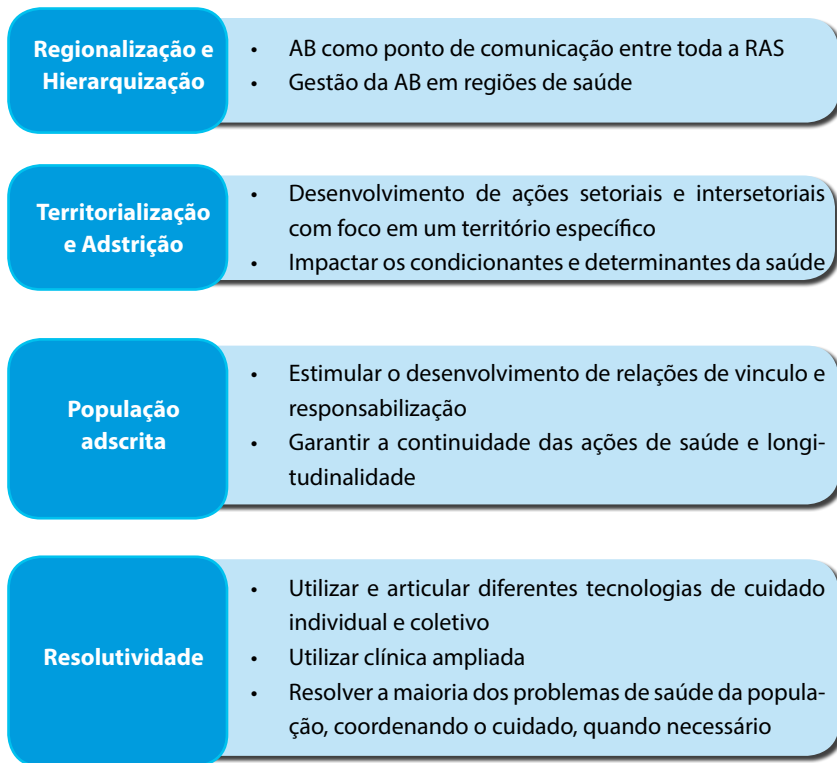 Regionalização e
Hierarquização
• AB como ponto de comunicação entre toda a RAS
• Gestão da AB em regiões de saúde
Territorialização
e Adstrição
• Desenvolvimento de ações setoriais e intersetoriais
com foco em um território específico
• Impactar os condicionantes e determinantes da saúde
População
adscrita
• Estimular o desenvolvimento de relações de vinculo e
responsabilização
• Garantir a continuidade das ações de saúde e longi-
tudinalidade
Resolutividade
• Utilizar e articular diferentes tecnologias de cuidado
individual e coletivo
• Utilizar clínica ampliada
• Resolver a maioria dos problemas de saúde da popula-
ção, coordenando o cuidado, quando necessário